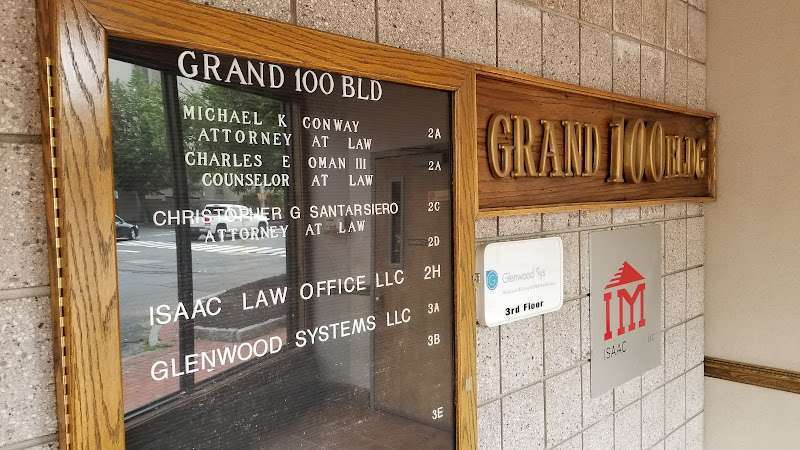 GRAND 100 BLD
MICHAEL K CONWAY
ATTORNEY AT LAW 2A
CHARLES E OMAN III 2A
COUNSELOR AT LAW
CHRISTOPHER G SANTARSIERO 2C
ATTORNEY AT LAW
2D
ISAAC LAW OFFICE LLC 2H
3A
GLENWOOD SYSTEMS LLC 3B
3E
GRAND 100 BLDG
Glenwood Sys
3rd Floor
IM
ISAAC LLC